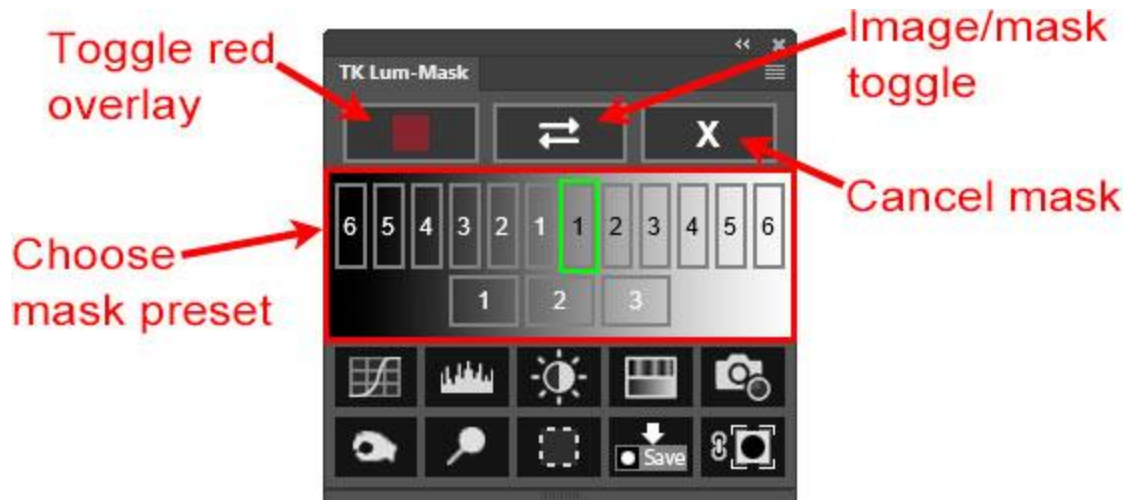 Toggle red
overlay
Image/mask
toggle
TK Lum-Mask
X
Cancel mask
Choose
mask preset
6 5 4 3 2 1 1 2 3 4 5 6
1 2 3
Save